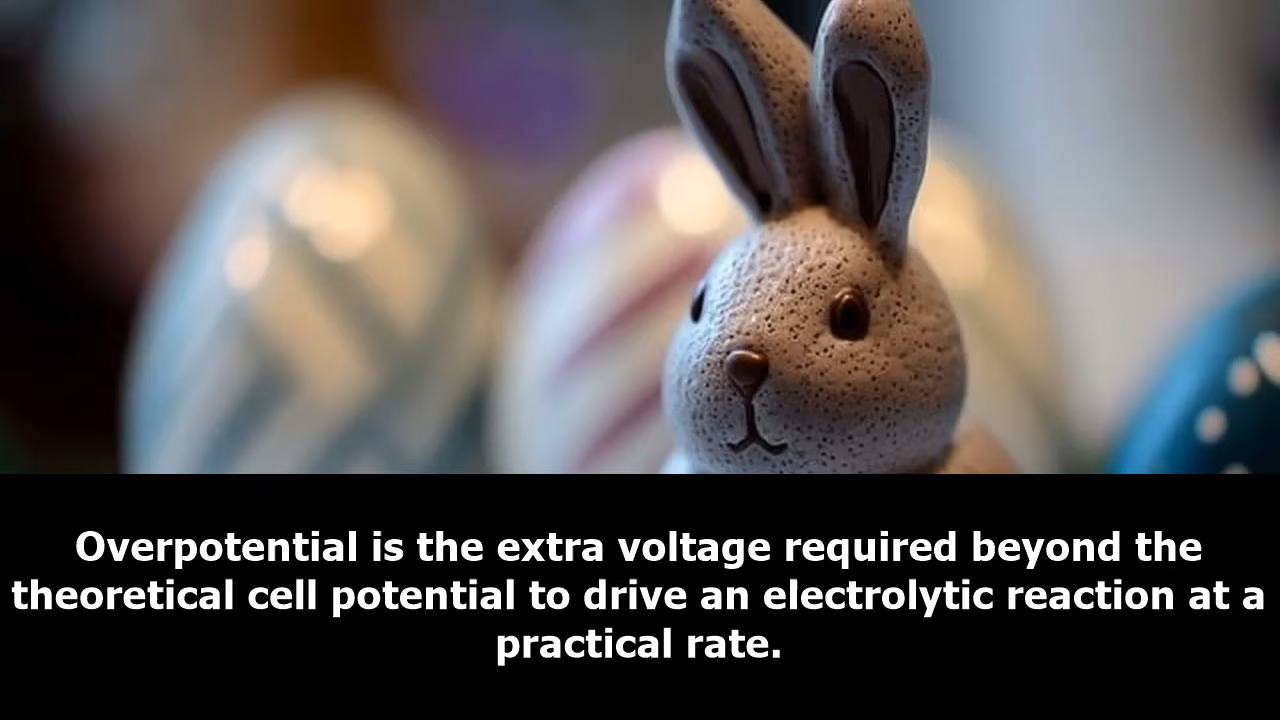 Overpotential is the extra voltage required beyond the
theoretical cell potential to drive an electrolytic reaction at a
practical rate.